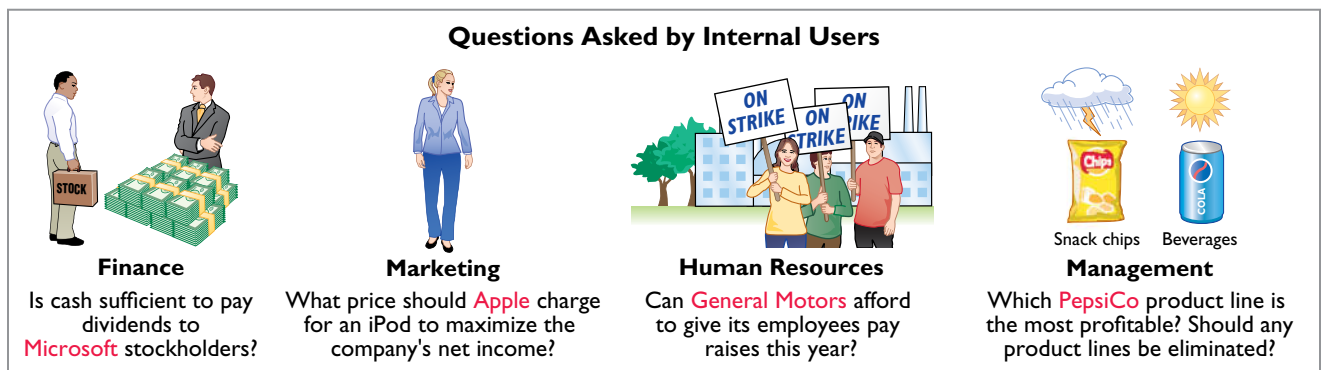 Questions Asked by Internal Users
STOCK
ON
STRIKE
ON
STRIKE
ON
IKE
Chips
COLA
Snack chips
Beverages
Finance
Is cash sufficient to pay
dividends to
Microsoft stockholders?
Marketing
What price should Apple charge
for an iPod to maximize the
company's net income?
Human Resources
Can General Motors afford
to give its employees pay
raises this year?
Management
Which PepsiCo product line is
the most profitable? Should any
product lines be eliminated?